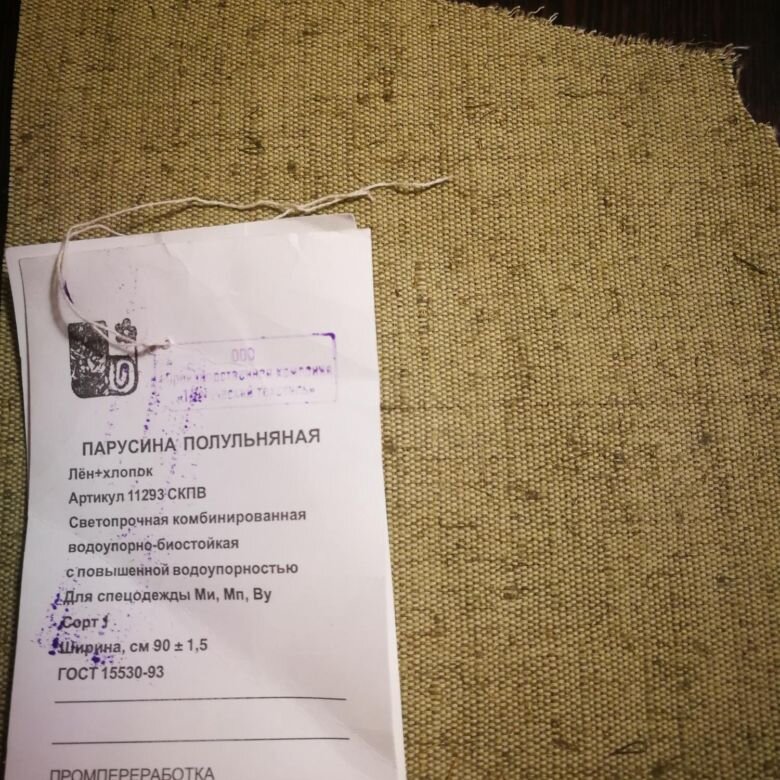 ООО
ПАРУСИНА ПОЛУЛЬНЯНАЯ
Лён+хлопок
Артикул 11293 СКПВ
Светопрочная комбинированная
водоупорно-биостойкая
с повышенной водоупорностью
Для спецодежды Ми, Мп, Ву
Сорт 1
Ширина, см 90 ± 1,5
ГОСТ 15530-93
ПРОМПЕРЕРАБОТКА